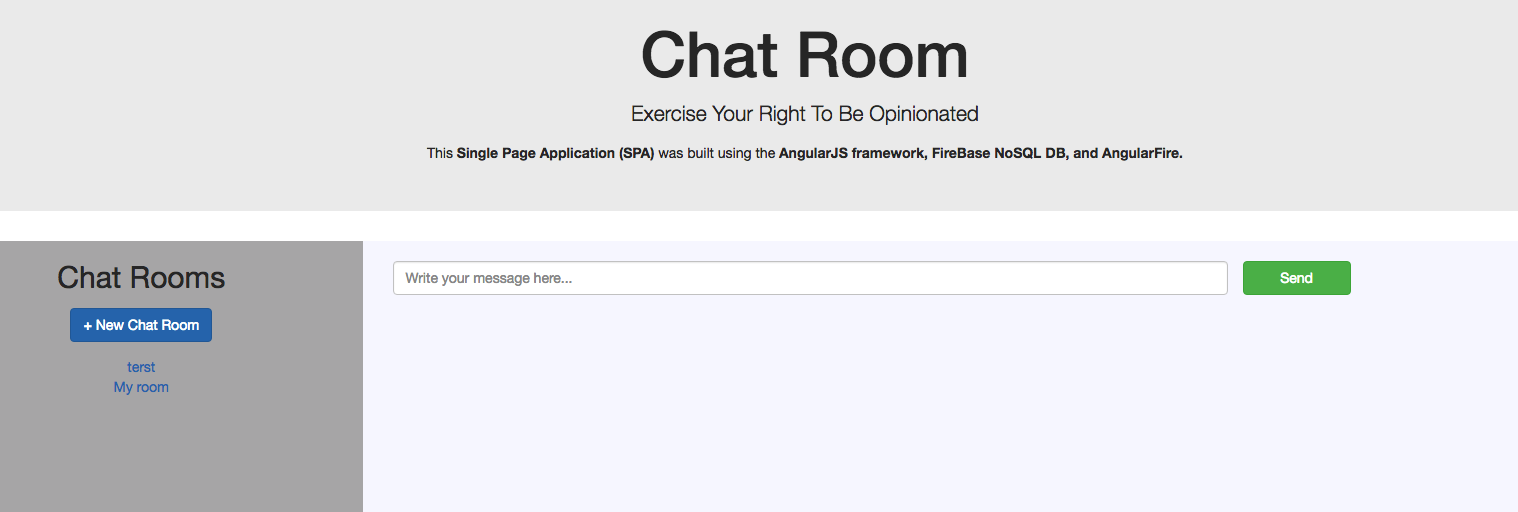 Chat Room
Exercise Your Right To Be Opinionated
This Single Page Application (SPA) was built using the AngularJS framework, FireBase NoSQL DB, and AngularFire.
Chat Rooms
+ New Chat Room
terst
My room
Write your message here...
Send